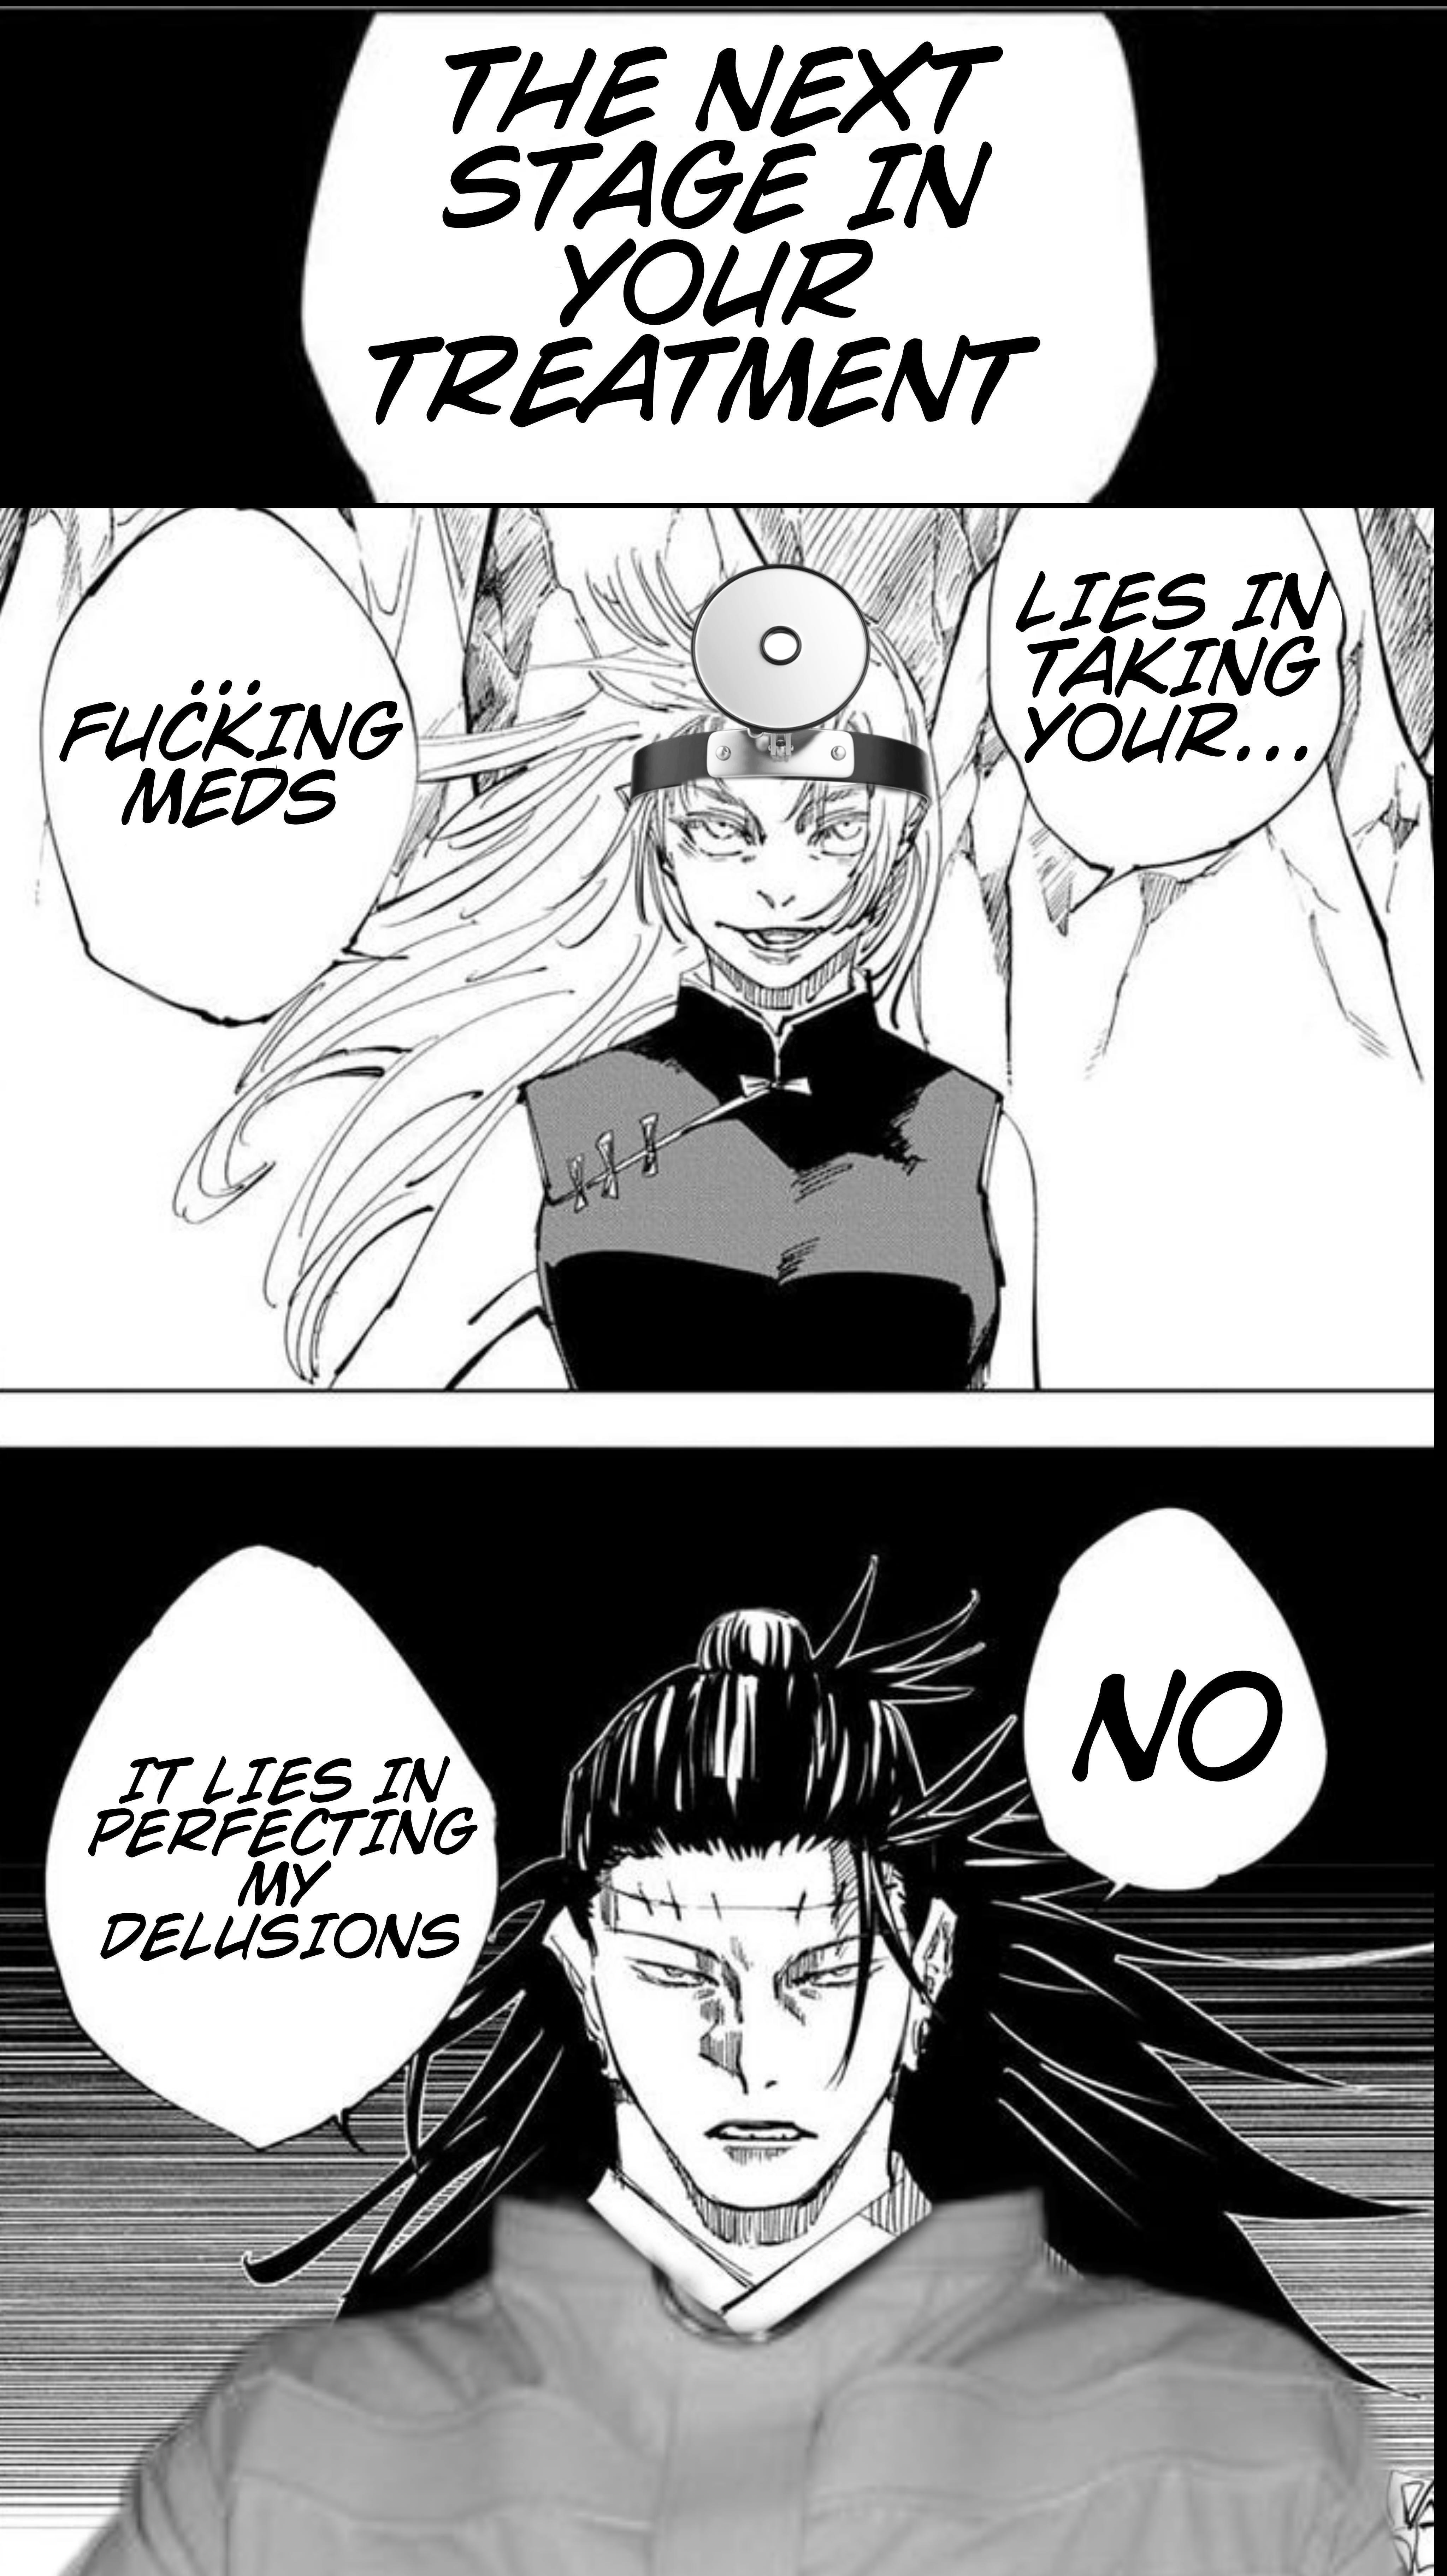 THE NEXT
STAGE IN
YOUR
TREATMENT
LIES IN
TAKING
YOUR...
...
FUCKING
MEDS
NO
IT LIES IN
PERFECTING
MY
DELUSIONS